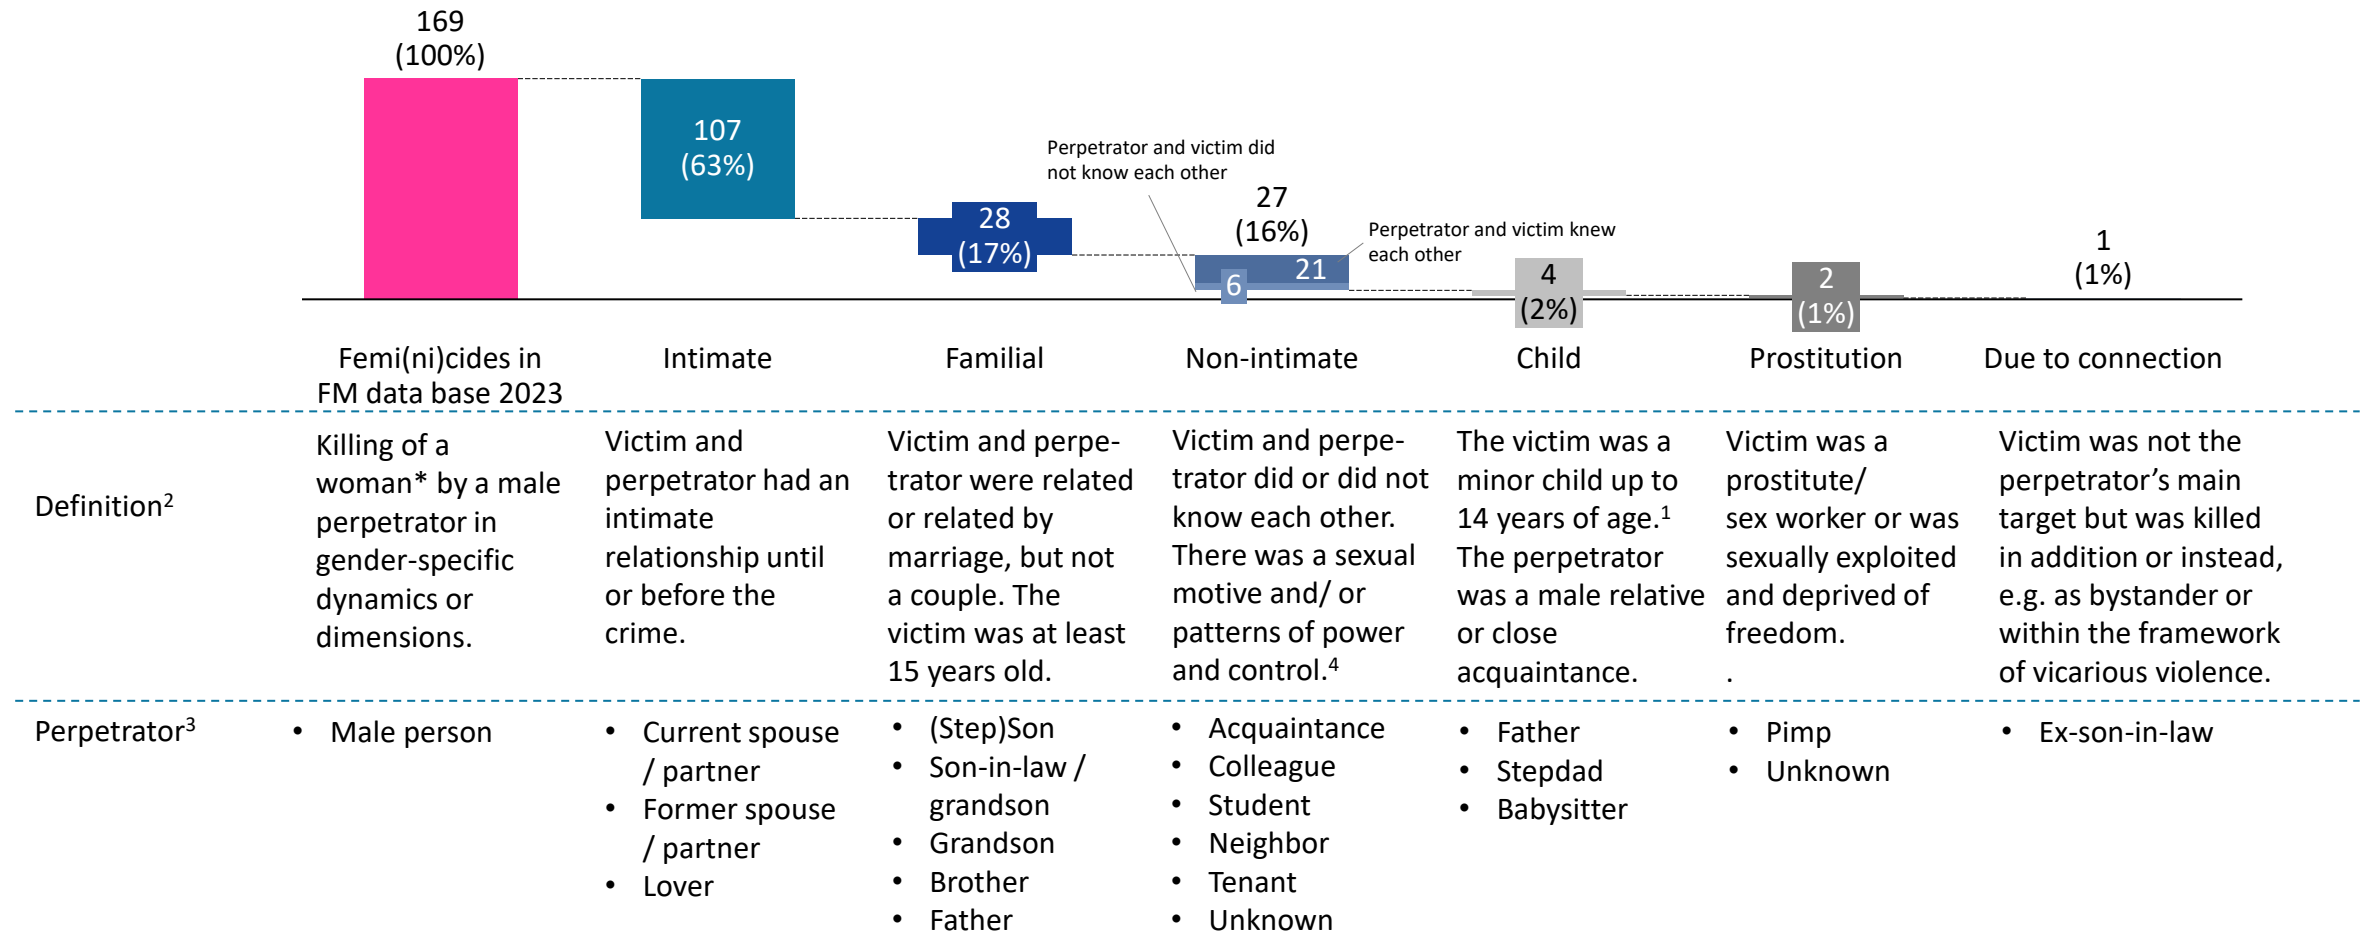 169
(100%)
107
(63%)
28
(17%)
Perpetrator and victim did
not know each other
27
(16%)
6
21
Perpetrator and victim knew
each other
4
(2%)
2
(1%)
1
(1%)
Femi(ni)cides in
FM data base 2023
Intimate
Familial
Non-intimate
Child
Prostitution
Due to connection
Definition²
Killing of a
woman* by a male
perpetrator in
gender-specific
dynamics or
dimensions.
Victim and
perpetrator had an
intimate
relationship until
or before the
crime.
Victim and perpe-
trator were related
or related by
marriage, but not
a couple. The
victim was at least
15 years old.
Victim and perpe-
trator did or did not
know each other.
There was a sexual
motive and/ or
patterns of power
and control.⁴
The victim was a
minor child up to
14 years of age.¹
The perpetrator
was a male relative
or close
acquaintance.
Victim was a
prostitute/
sex worker or was
sexually exploited
and deprived of
freedom.
.
Victim was not the
perpetrator’s main
target but was killed
in addition or instead,
e.g. as bystander or
within the framework
of vicarious violence.
Perpetrator³
• Male person
• Current spouse
/ partner
• Former spouse
/ partner
• Lover
• (Step)Son
• Son-in-law /
grandson
• Grandson
• Brother
• Father
• Acquaintance
• Colleague
• Student
• Neighbor
• Tenant
• Unknown
• Father
• Stepdad
• Babysitter
• Pimp
• Unknown
• Ex-son-in-law